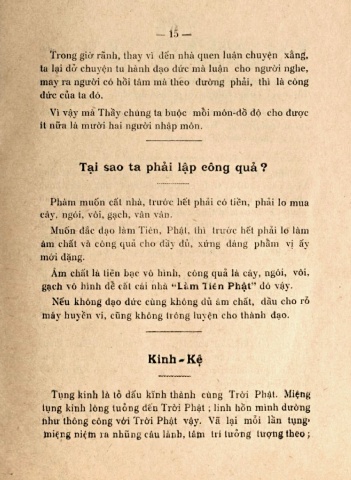 — 15 —
Trong giờ rảnh, thay vì đến nhà quen luận chuyện xằng,
ta lại dở chuyện tu hành đạo đức mà luận cho người nghe,
may ra người có hồi tâm mà theo đường phải, thì là công
đức của ta đó.
Vì vậy mà Thầy chúng ta buộc mỗi món-đồ độ cho được
ít nữa là mười hai người nhập môn.
Tại sao ta phải lập công quả?
Phàm muốn cất nhà, trước hết phải có tiền, phải lo mua
cây, ngói, vôi, gạch, vân vân.
Muốn đắc đạo làm Tiên, Phật, thì trước hết phải lo làm
âm chất và công quả cho đầy đủ, xứng đáng phẩm vị ấy
mới đặng.
Âm chất là tiền bạc vô hình, công quả là cây, ngói, vôi,
gạch vô hình để cất cái nhà “Làm Tiên Phật” đó vậy.
Nếu không đạo đức cùng không đủ âm chất, dầu cho rõ
máy huyền vi, cũng không trông luyện cho thành đạo.
Kinh-Kệ
Tụng kinh là tỏ dấu kỉnh thành cùng Trời Phật. Miệng
tụng kinh lòng tưởng đến Trời Phật; linh hồn mình dường
như thông công với Trời Phật vậy. Vã lại mỗi lần tụng-
miệng niệm ra những câu lành, tâm trí tưởng tượng theo;